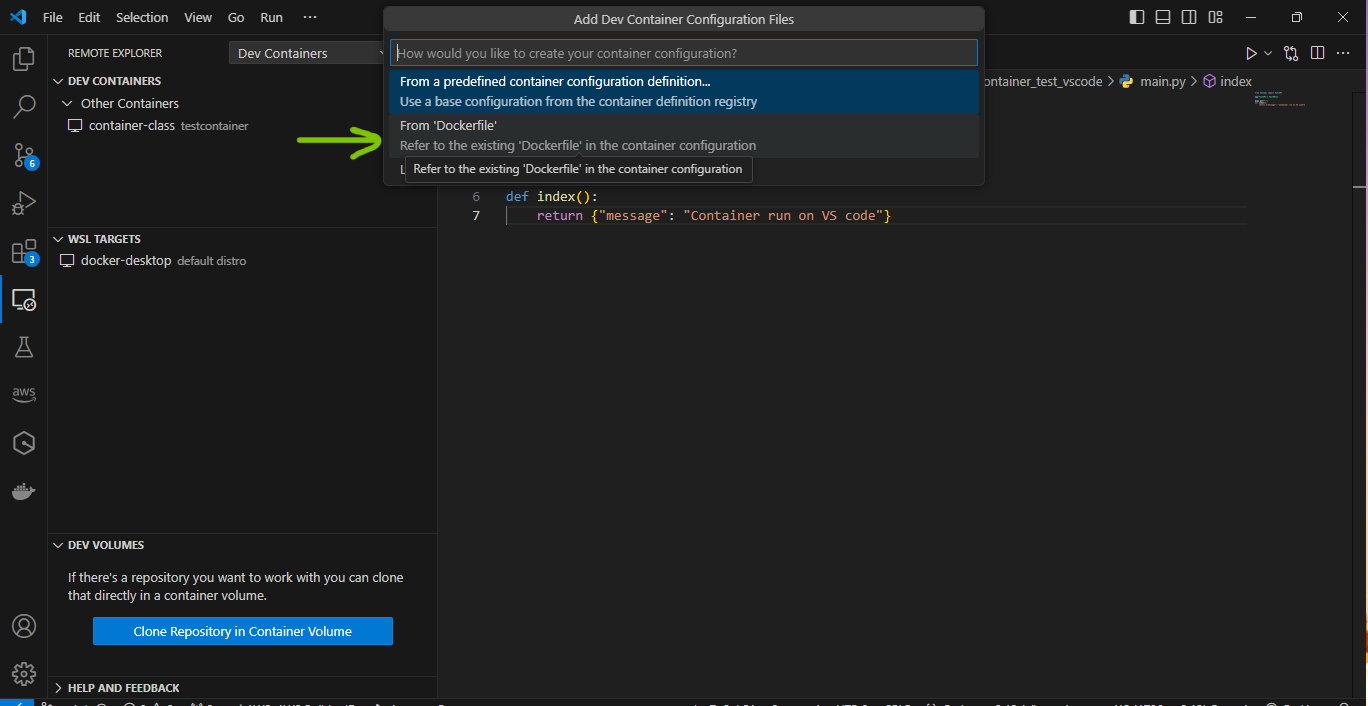 File Edit Selection View Go Run ···
Add Dev Container Configuration Files
How would you like to create your container configuration?
From a predefined container configuration definition...
Use a base configuration from the container definition registry
From 'Dockerfile'
Refer to the existing 'Dockerfile' in the container configuration
Refer to the existing 'Dockerfile' in the container configuration
REMOTE EXPLORER
Dev Containers
DEV CONTAINERS
Other Containers
container-class testcontainer
WSL TARGETS
docker-desktop default distro
DEV VOLUMES
If there's a repository you want to work with you can clone
that directly in a container volume.
Clone Repository in Container Volume
HELP AND FEEDBACK
6
3
aws
ontainer_test_vscode > main.py > index
6 def index():
7 return {"message": "Container run on VS code"}